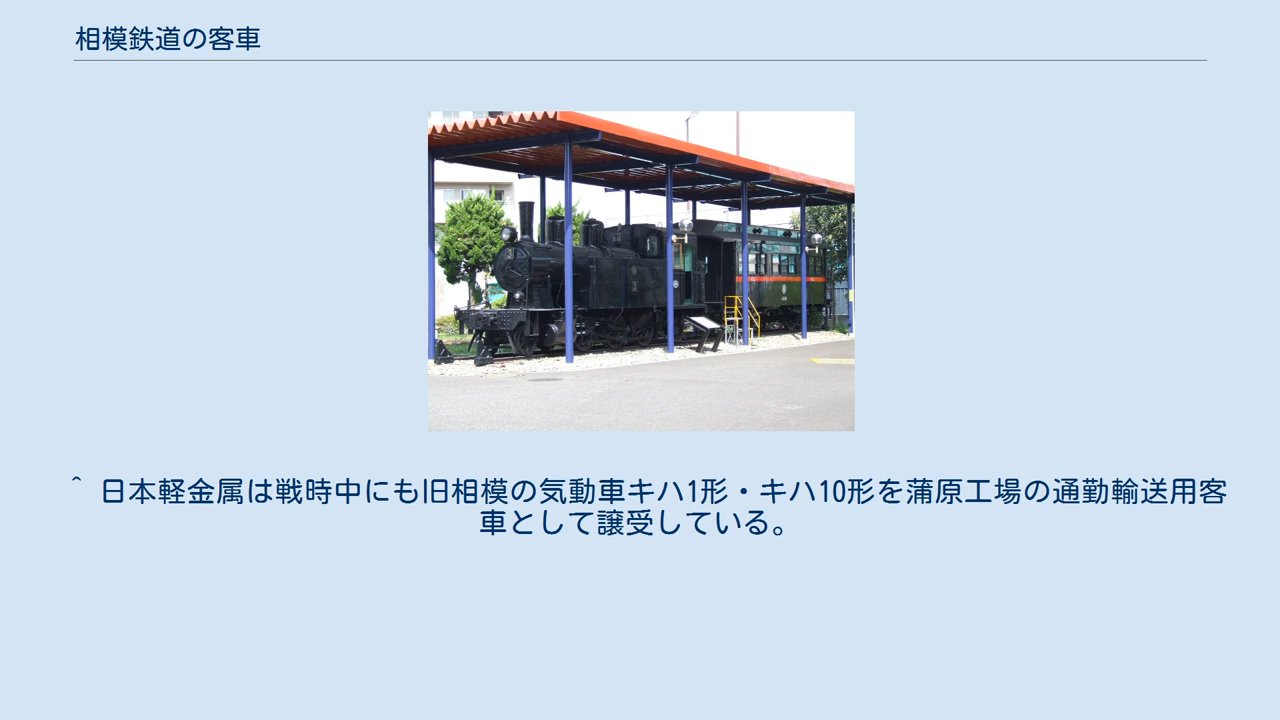 相模鉄道の客車
^ 日本軽金属は戦時中にも旧相模の気動車キハ1形・キハ10形を蒲原工場の通勤輸送用客
車として譲受している。